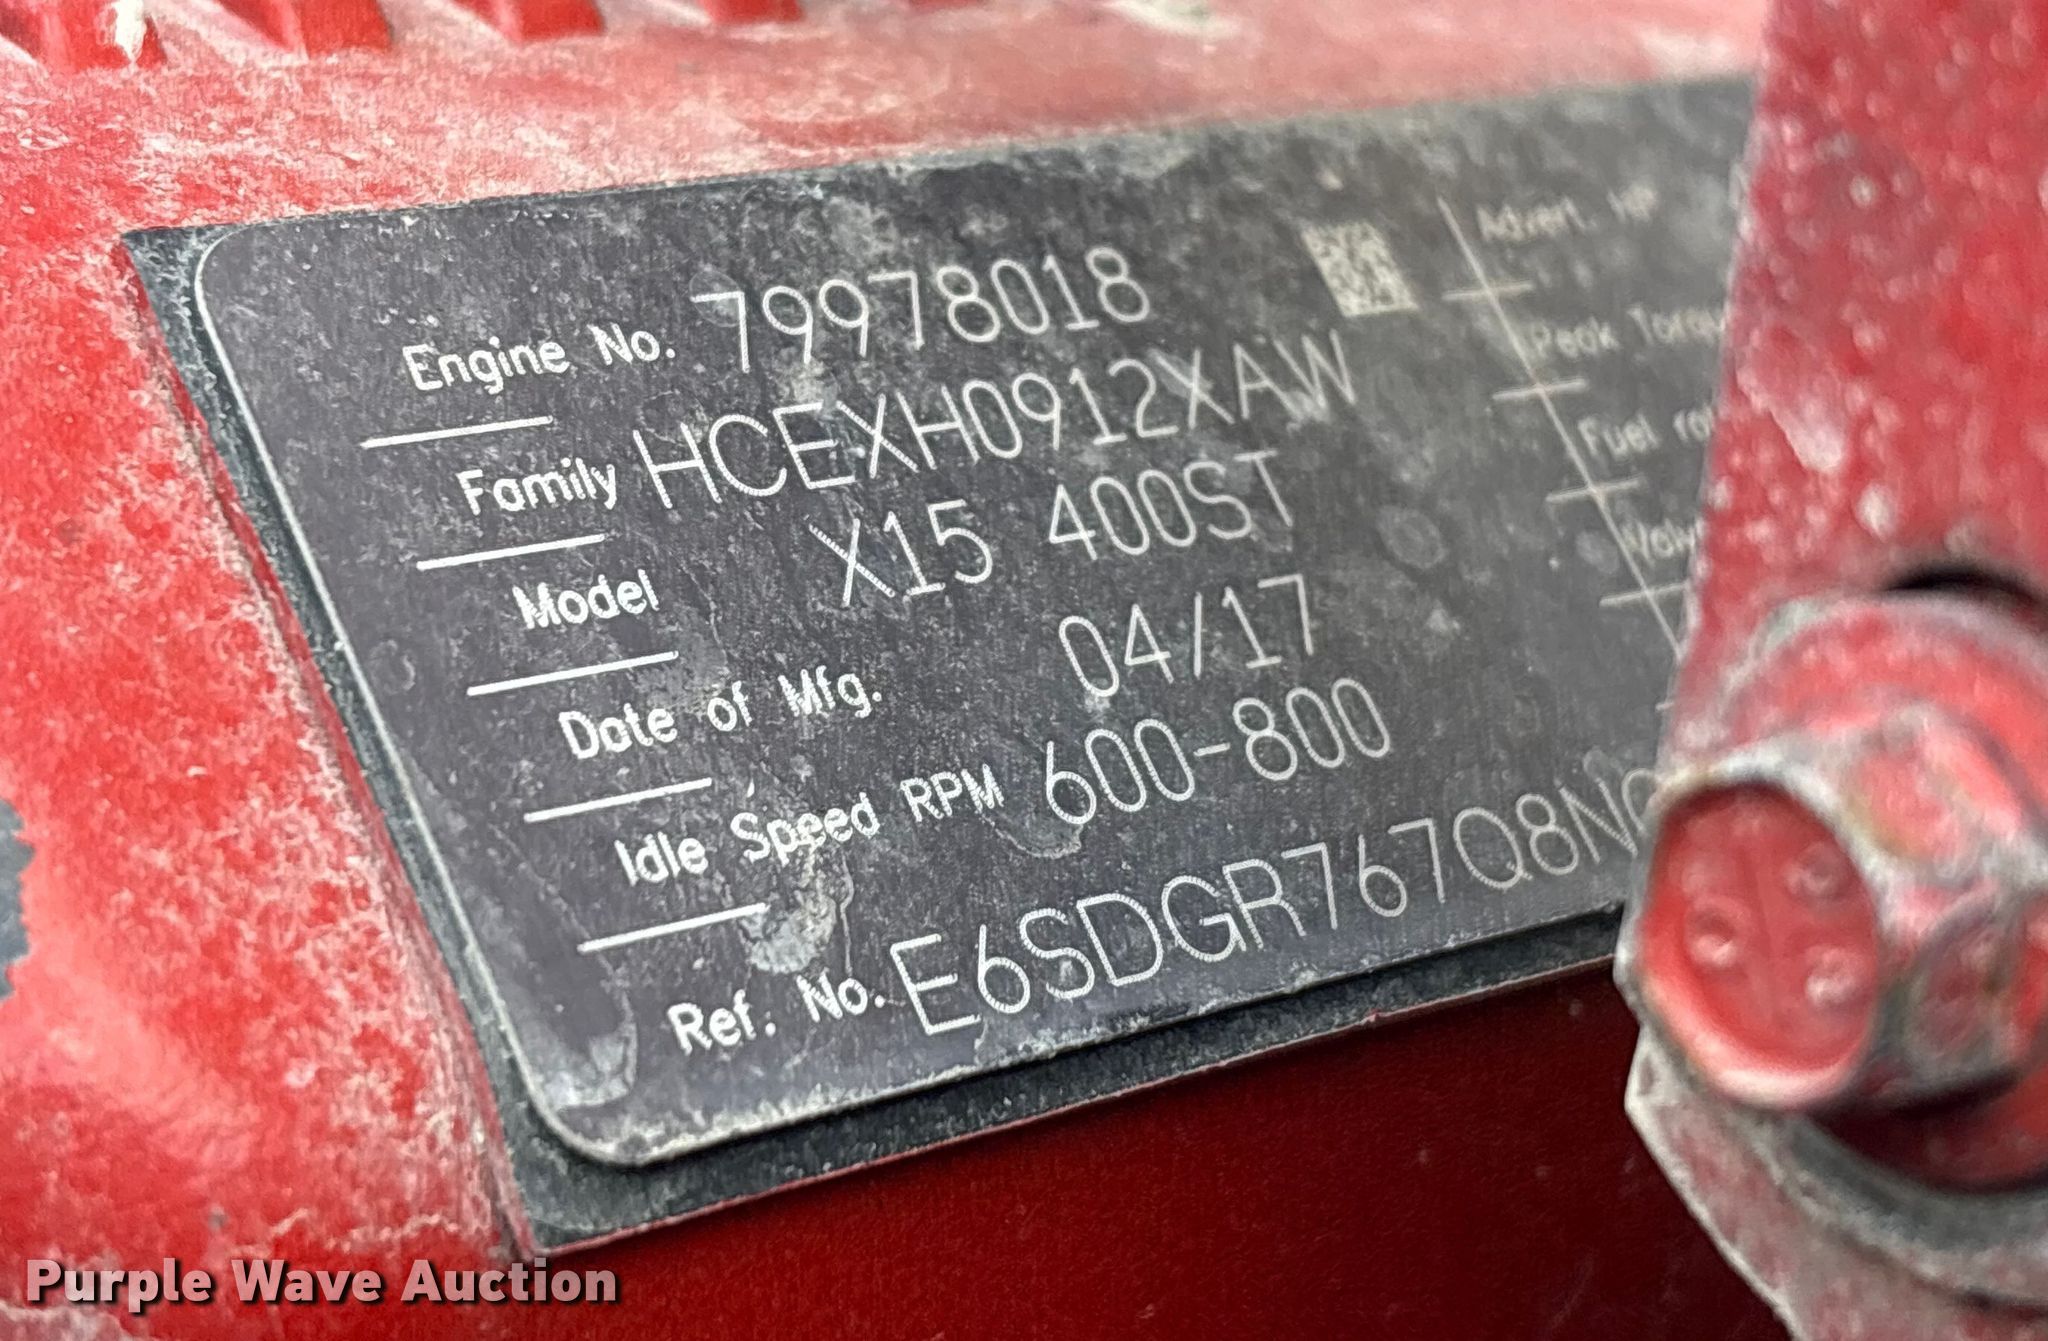 Engine No. 79978018
Family HCEXH0912XAW
Model X15 400ST
Date of Mfg. 04/17
Idle Speed RPM 600-800
Ref. No. E6SDGR767Q8N
Advert. HP
Peak
Fuel
Purple Wave Auction